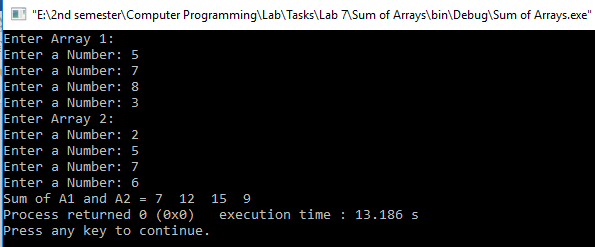 "E:\2nd semester\Computer Programming\Lab\Tasks\Lab 7\Sum of Arrays\bin\Debug\Sum of Arrays.exe"
Enter Array 1:
Enter a Number: 5
Enter a Number: 7
Enter a Number: 8
Enter a Number: 3
Enter Array 2:
Enter a Number: 2
Enter a Number: 5
Enter a Number: 7
Enter a Number: 6
Sum of A1 and A2 = 7  12  15  9
Process returned 0 (0x0)   execution time : 13.186 s
Press any key to continue.